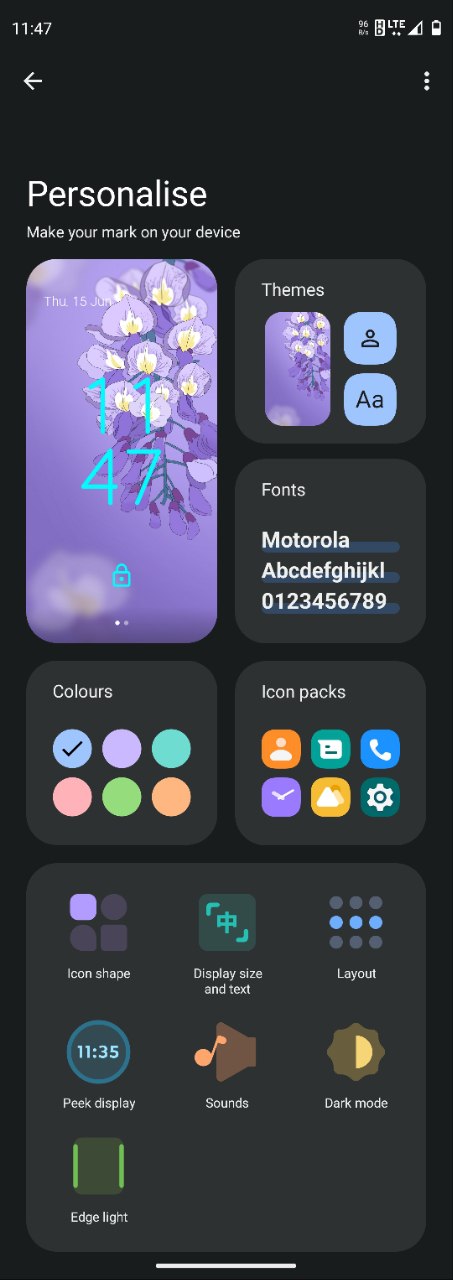 11:47
96
B/s
HD
LTE
Personalise
Make your mark on your device
Thu, 15 Jun
11
47
Themes
Aa
Fonts
Motorola
Abcdefghijkl
0123456789
Colours
Icon packs
Icon shape
中
Display size
and text
Layout
11:35
Peek display
Sounds
Dark mode
Edge light